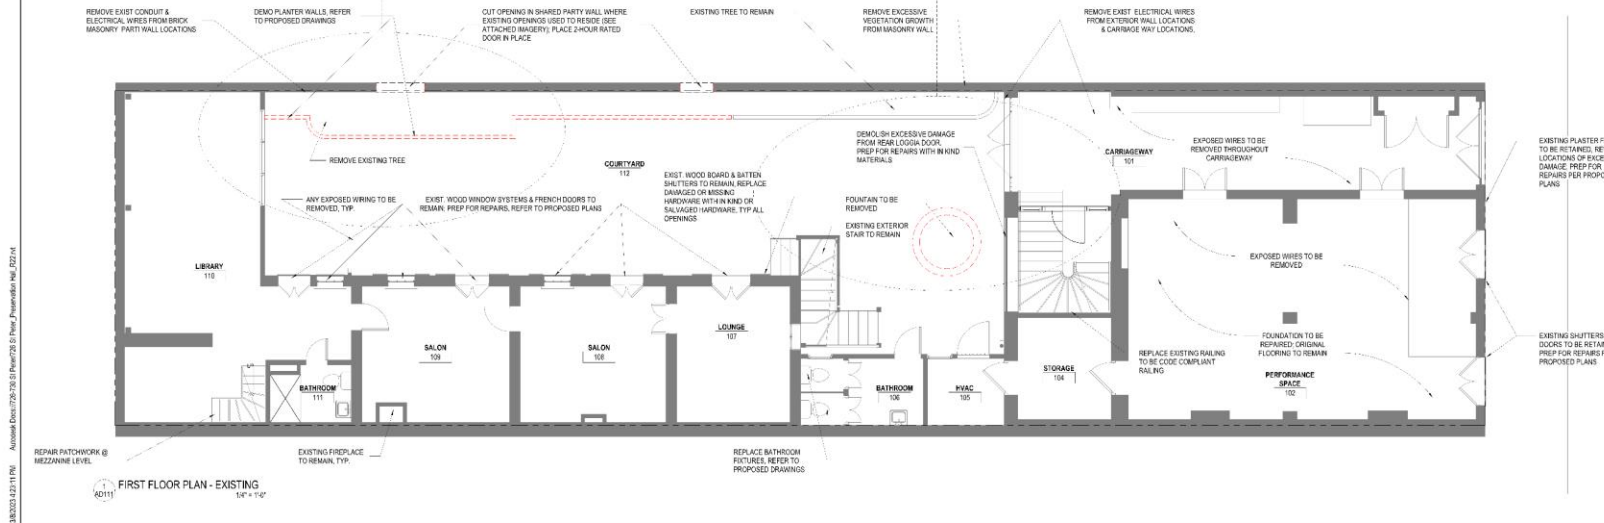 REMOVE EXIST CONDUIT &
ELECTRICAL WIRES FROM BRICK
MASONRY PARTI WALL LOCATIONS
DEMO PLANTER WALLS, REFER
TO PROPOSED DRAWINGS
CUT OPENING IN SHARED PARTY WALL WHERE
EXISTING OPENINGS USED TO RESIDE (SEE
ATTACHED IMAGERY); PLACE 2-HOUR RATED
DOOR IN PLACE
EXISTING TREE TO REMAIN
REMOVE EXCESSIVE
VEGETATION GROWTH
FROM MASONRY WALL
REMOVE EXIST ELECTRICAL WIRES
FROM EXTERIOR WALL LOCATIONS
& CARRIAGE WAY LOCATIONS,
REMOVE EXISTING TREE
COURTYARD
112
DEMOLISH EXCESSIVE DAMAGE
FROM REAR LOGGIA DOOR,
PREP FOR REPAIRS WITH IN KIND
MATERIALS
CARRIAGEWAY
101
EXPOSED WIRES TO BE
REMOVED THROUGHOUT
CARRIAGEWAY
EXISTING PLASTER F
TO BE RETAINED, RE
LOCATIONS OF EXCE
DAMAGE, PREP FOR
REPAIRS PER PROPO
PLANS
ANY EXPOSED WIRING TO BE
REMOVED, TYP.
EXIST. WOOD WINDOW SYSTEMS & FRENCH DOORS TO
REMAIN; PREP FOR REPAIRS, REFER TO PROPOSED PLANS
EXIST. WOOD BOARD & BATTEN
SHUTTERS TO REMAIN, REPLACE
DAMAGED OR MISSING
HARDWARE WITH IN KIND OR
SALVAGED HARDWARE, TYP ALL
OPENINGS
FOUNTAIN TO BE
REMOVED
EXISTING EXTERIOR
STAIR TO REMAIN
LIBRARY
110
EXPOSED WIRES TO BE
REMOVED
SALON
109
SALON
108
LOUNGE
107
FOUNDATION TO BE
REPAIRED; ORIGINAL
FLOORING TO REMAIN
EXISTING SHUTTERS
DOORS TO BE RETAI
PREP FOR REPAIRS F
PROPOSED PLANS
REPLACE EXISTING RAILING
TO BE CODE COMPLIANT
RAILING
STORAGE
104
PERFORMANCE
SPACE
102
BATHROOM
111
BATHROOM
106
HVAC
105
REPAIR PATCHWORK @
MEZZANINE LEVEL
EXISTING FIREPLACE
TO REMAIN, TYP.
REPLACE BATHROOM
FIXTURES, REFER TO
PROPOSED DRAWINGS
1
AD111
FIRST FLOOR PLAN - EXISTING
1/4" = 1'-0"